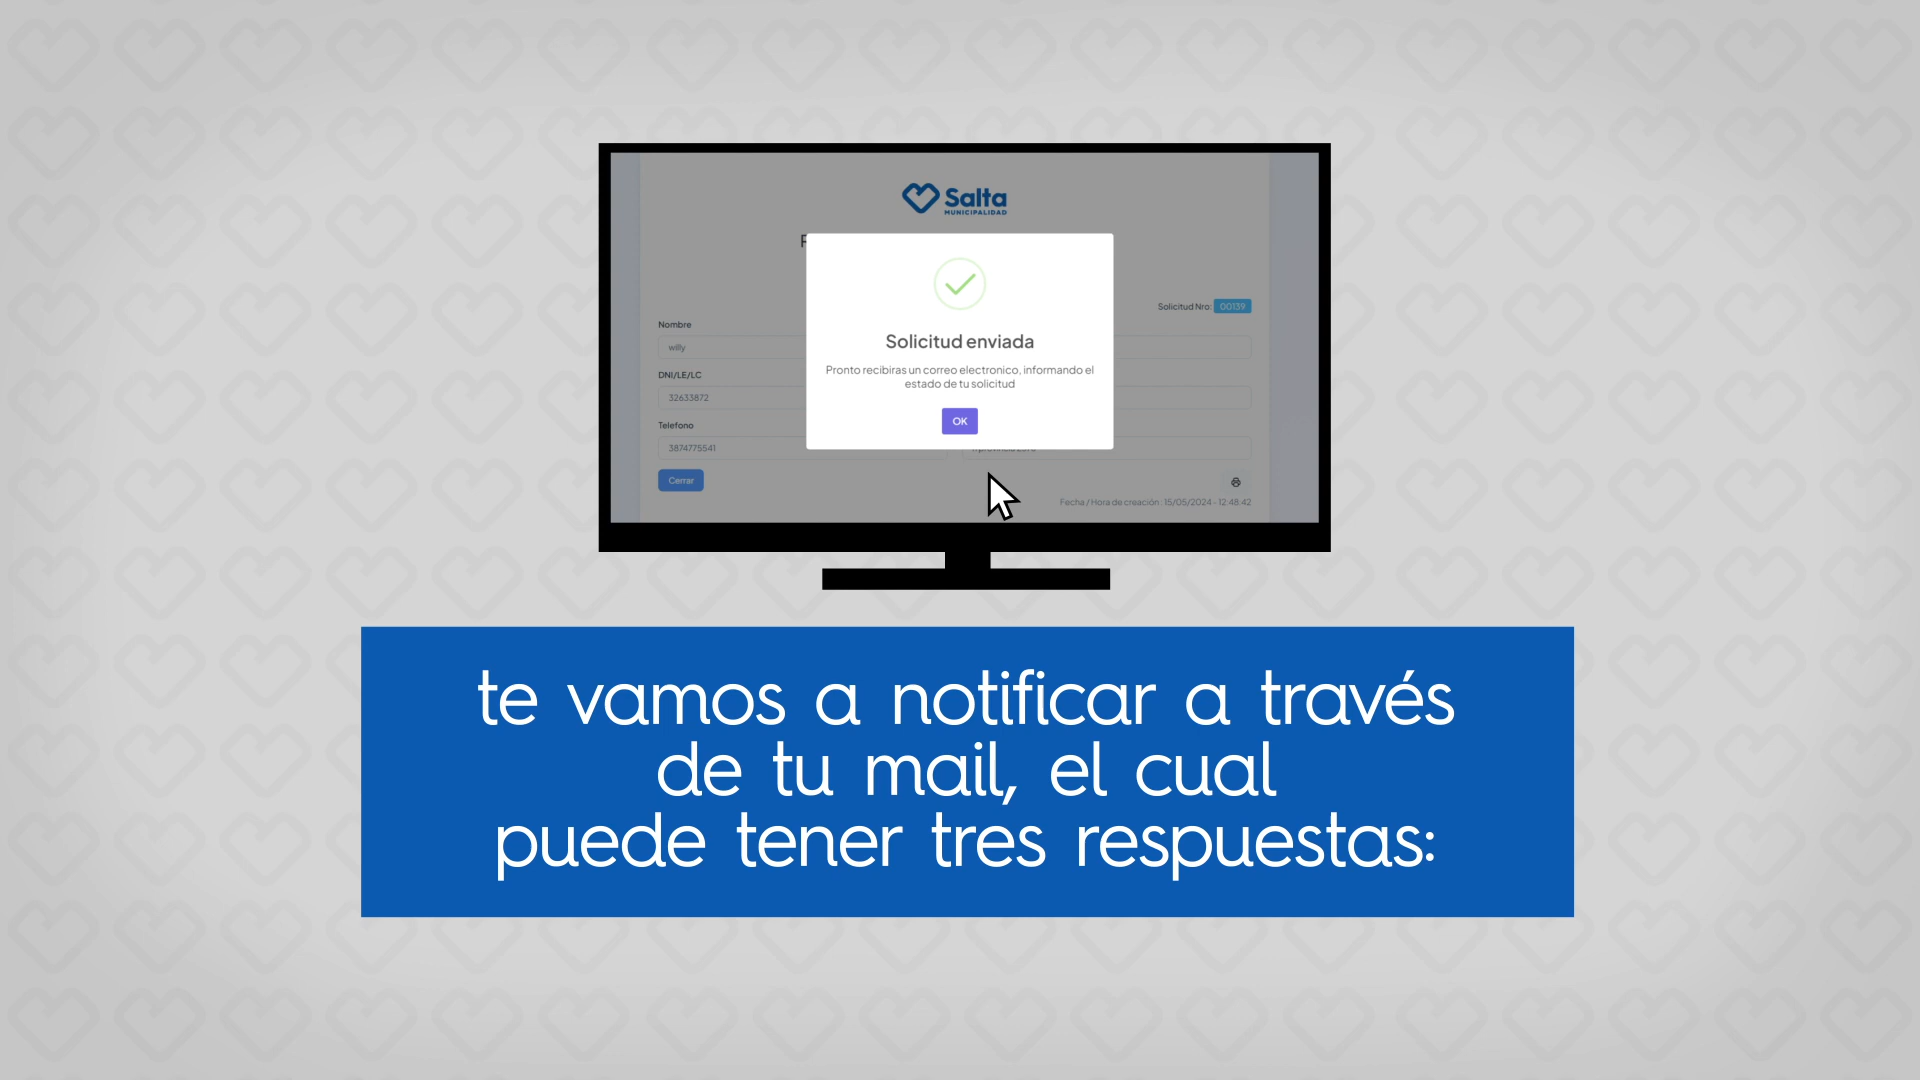 Salta
MUNICIPALIDAD
Solicitud Nro: 00139
Nombre
willy
DNI/LE/LC
32633872
Telefono
3874775541
Solicitud enviada
Pronto recibiras un correo electronico, informando el
estado de tu solicitud
OK
Cerrar
Fecha / Hora de creación : 15/05/2024 - 12:48:42
te vamos a notificar a través
de tu mail, el cual
puede tener tres respuestas: